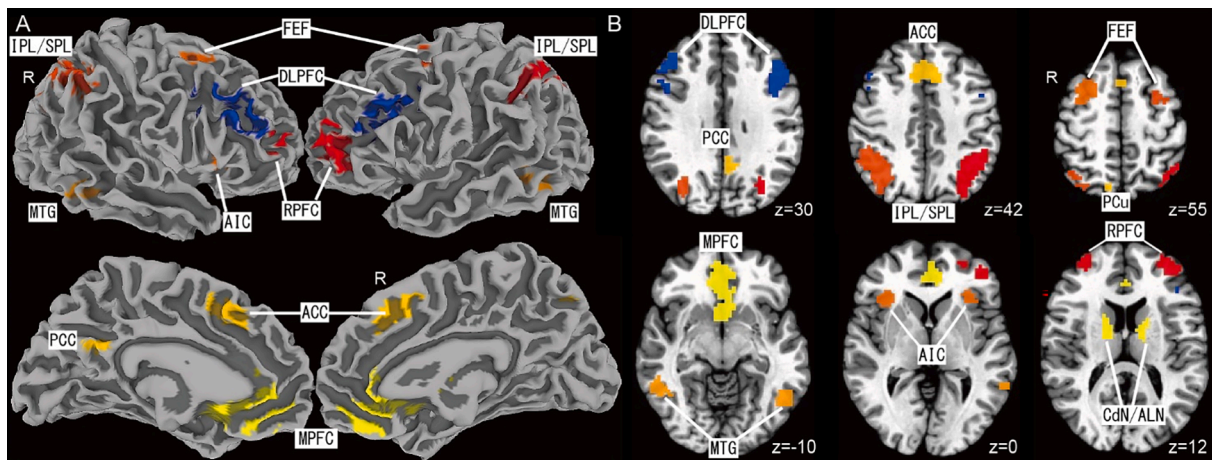 A
FEF
IPL/SPL
IPL/SPL
R
DLPFC
MTG
AIC
RPFC
MTG
R
ACC
PCC
MPFC
B
DLPFC
ACC
FEF
R
PCC
z=30
IPL/SPL
z=42
PCu
z=55
MPFC
RPFC
AIC
MTG
z=-10
z=0
CdN/ALN
z=12